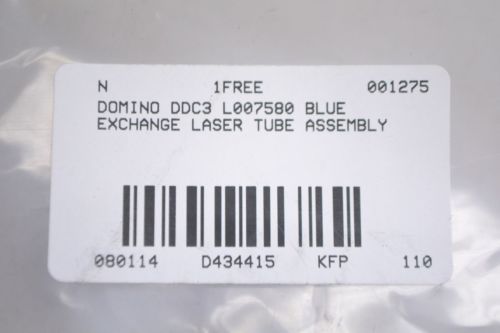 N 1FREE 001275
DOMINO DDC3 L007580 BLUE
EXCHANGE LASER TUBE ASSEMBLY
080114 D434415 KFP 110